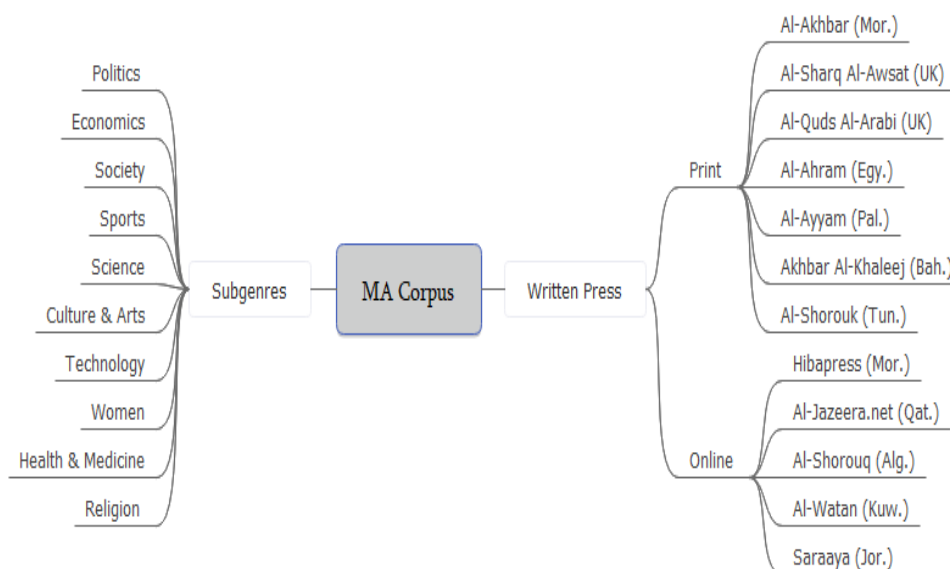 Politics
Economics
Society
Sports
Science
Culture & Arts
Technology
Women
Health & Medicine
Religion
Subgenres
MA Corpus
Written Press
Print
Al-Akhbar (Mor.)
Al-Sharq Al-Awsat (UK)
Al-Quds Al-Arabi (UK)
Al-Ahram (Egy.)
Al-Ayyam (Pal.)
Akhbar Al-Khaleej (Bah.)
Al-Shorouk (Tun.)
Online
Hibapress (Mor.)
Al-Jazeera.net (Qat.)
Al-Shorouq (Alg.)
Al-Watan (Kuw.)
Saraaya (Jor.)